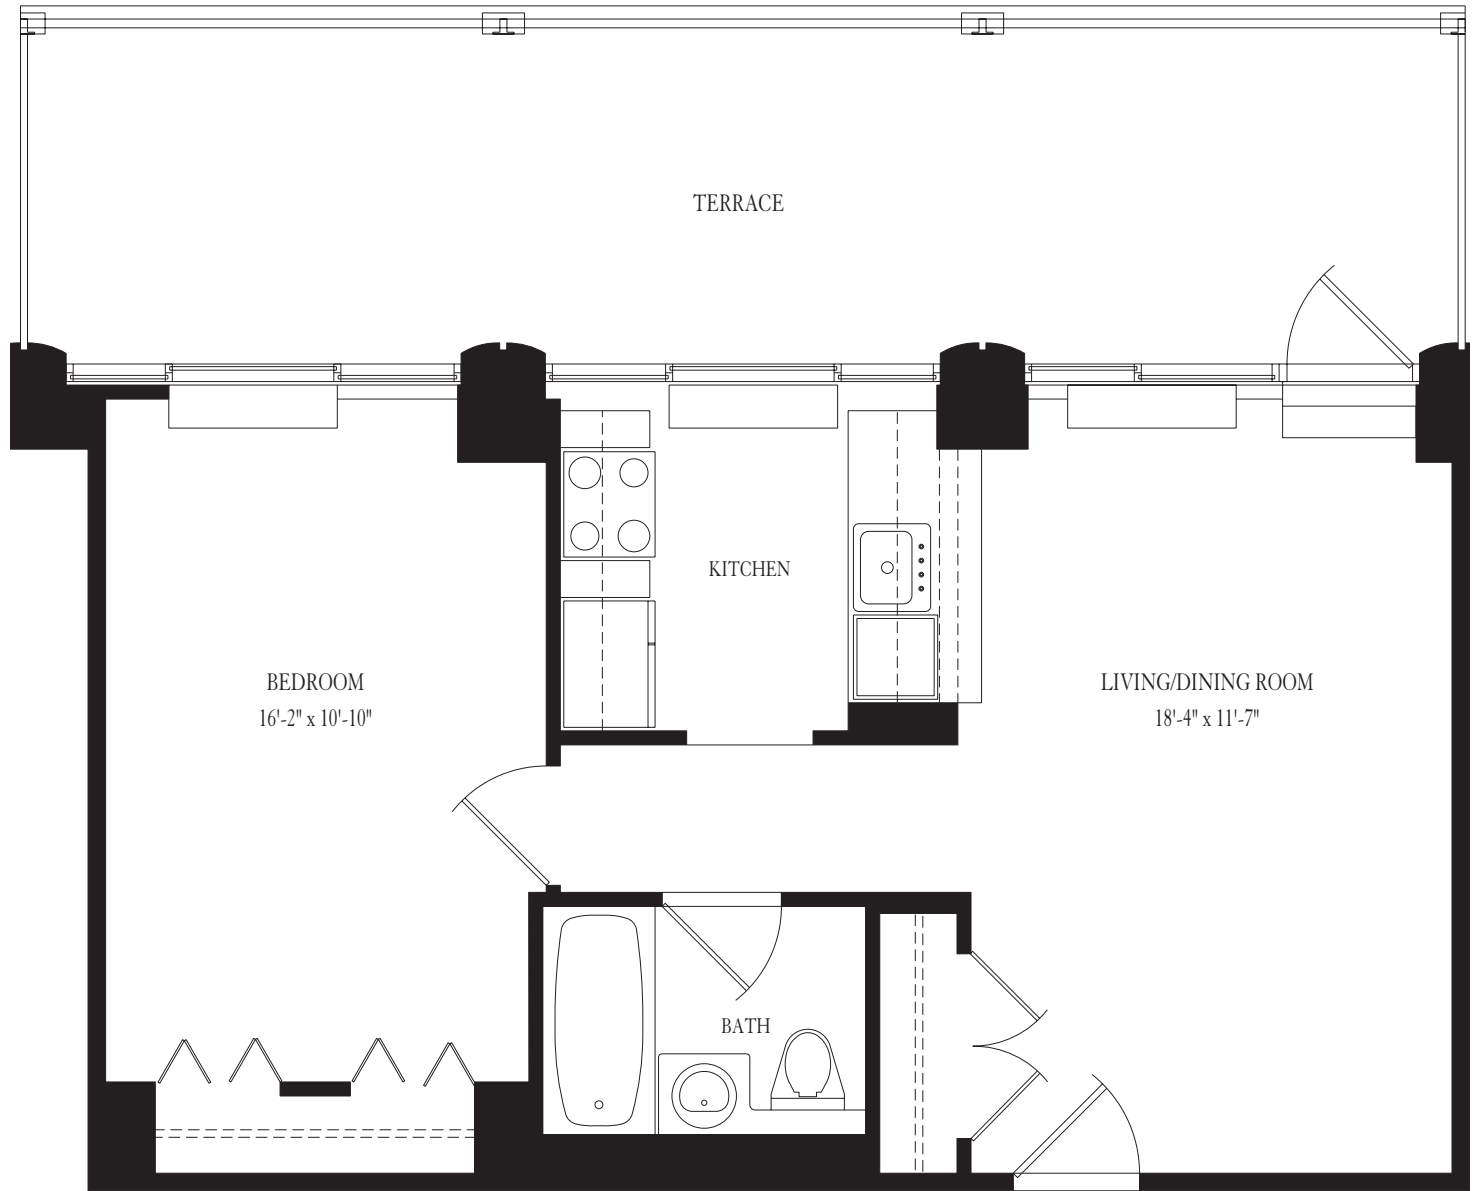 TERRACE
KITCHEN
BEDROOM
16'-2" x 10'-10"
LIVING/DINING ROOM
18'-4" x 11'-7"
BATH